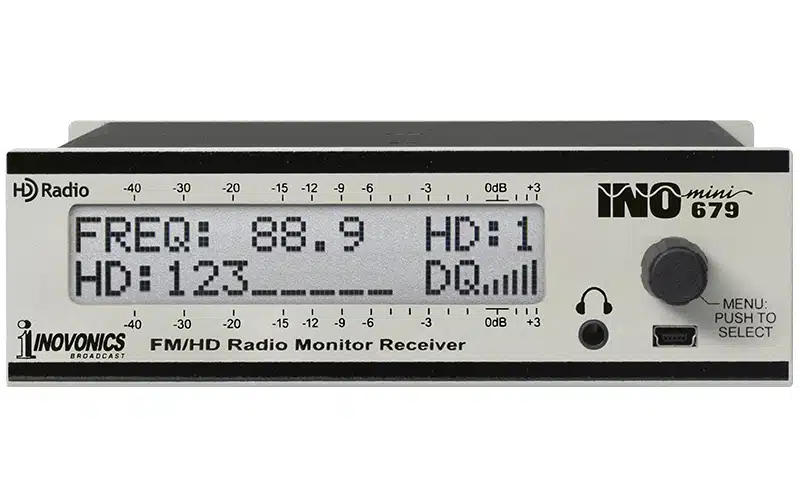 HD Radio
-40 -30 -20 -15 -12 -9 -6 -3 0dB +3
INO mini 679
FREQ: 88.9 HD:1
HD:123_____ DQ
MENU:
PUSH TO
SELECT
-40 -30 -20 -15 -12 -9 -6 -3 0dB +3
i INOVONICS
BROADCAST
FM/HD Radio Monitor Receiver